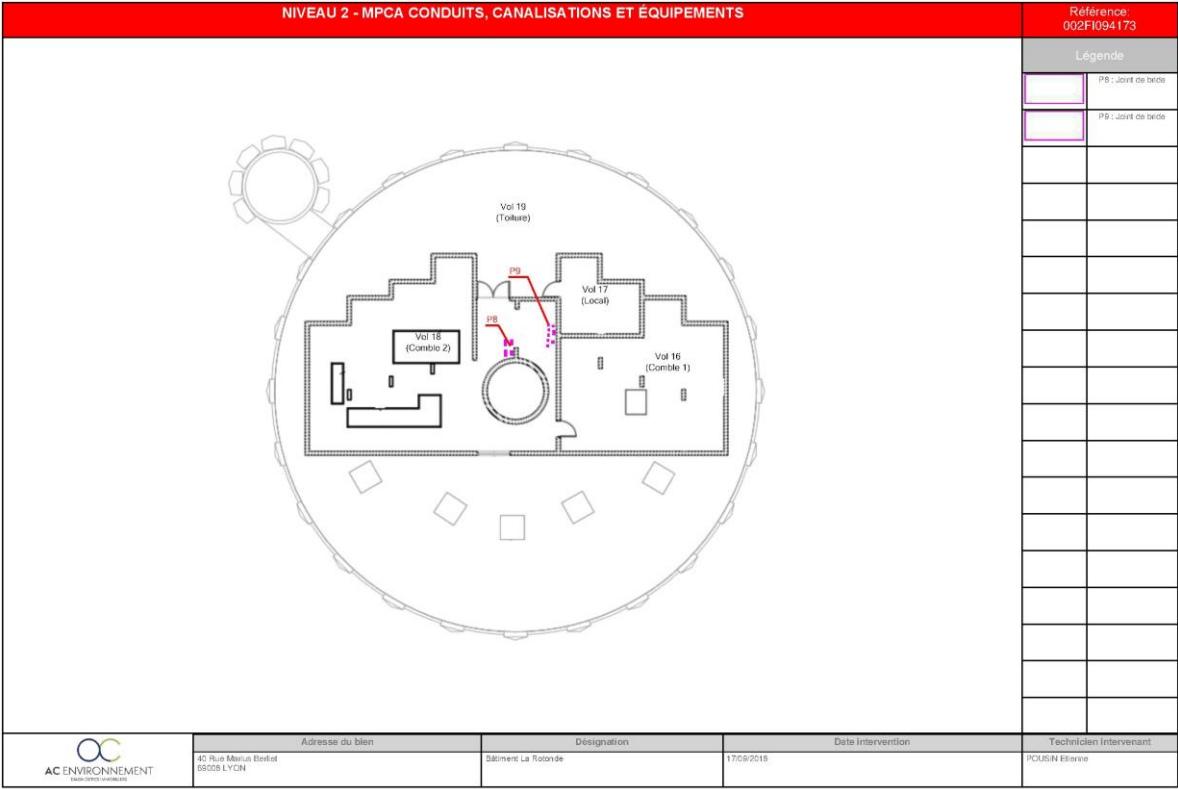 NIVEAU 2 - MPCA CONDUITS, CANALISATIONS ET ÉQUIPEMENTS
Référence:
002FI094173
Légende
P8 : Joint de bride
P9 : Joint de bride
Vol 19
(Toiture)
P9
Vol 17
(Local)
P8
Vol 18
(Comble 2)
Vol 16
(Comble 1)
AC ENVIRONNEMENT
Adresse du bien
40 Rue Marius Berliet
69008 LYON
Désignation
Bâtiment La Rotonde
Date intervention
17/09/2018
Technicien intervenant
POUSIN Etienne